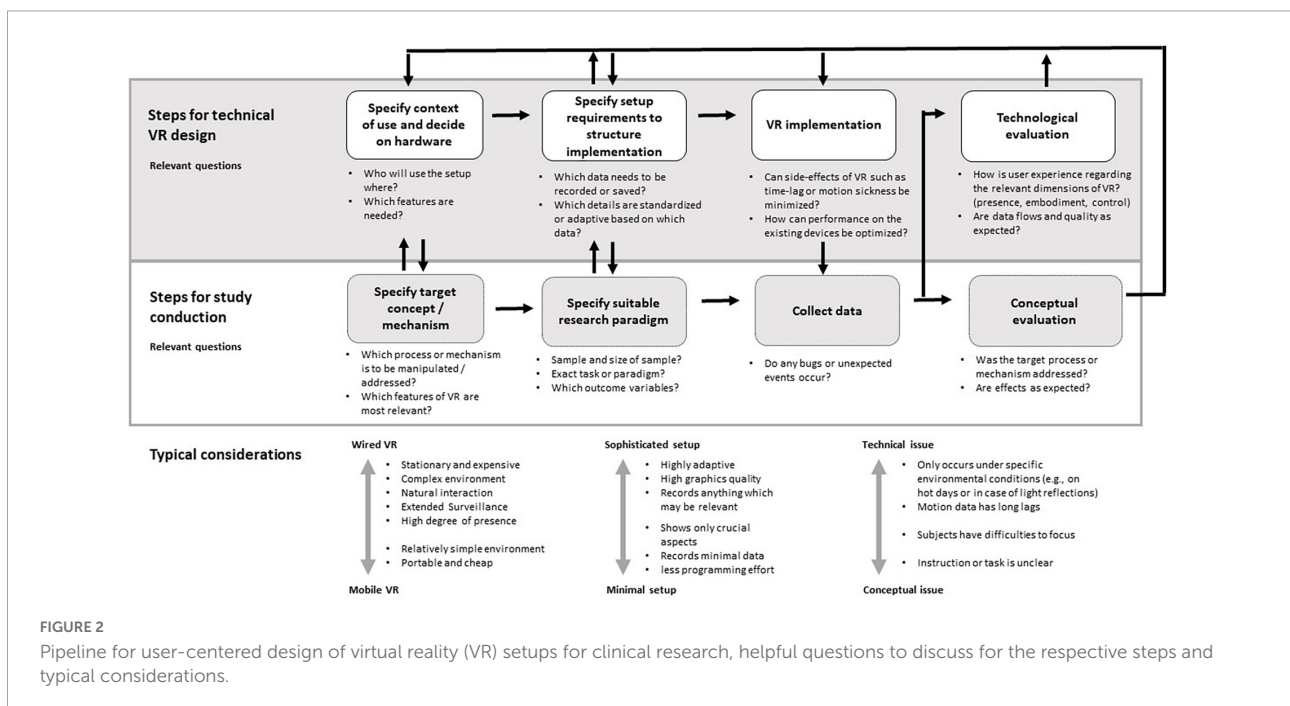 Steps for technical
VR design
Relevant questions
Specify context
of use and decide
on hardware
• Who will use the setup
where?
• Which features are
needed?
Specify setup
requirements to
structure implementation
• Which data needs to be
recorded or saved?
• Which details are standardized
or adaptive based on which
data?
VR implementation
• Can side-effects of VR such as
time-lag or motion sickness be
minimized?
• How can performance on the
existing devices be optimized?
Technological
evaluation
• How is user experience regarding
the relevant dimensions of VR?
(presence, embodiment, control)
• Are data flows and quality as
expected?
Steps for study
conduction
Relevant questions
Specify target
concept /
mechanism
• Which process or mechanism
is to be manipulated /
addressed?
• Which features of VR are
most relevant?
Specify suitable
research paradigm
• Sample and size of sample?
• Exact task or paradigm?
• Which outcome variables?
Collect data
• Do any bugs or unexpected
events occur?
Conceptual
evaluation
• Was the target process or
mechanism addressed?
• Are effects as expected?
Typical considerations
Wired VR
• Stationary and expensive
• Complex environment
• Natural interaction
• Extended Surveillance
• High degree of presence
• Relatively simple environment
• Portable and cheap
Mobile VR
Sophisticated setup
• Highly adaptive
• High graphics quality
• Records anything which
may be relevant
• Shows only crucial
aspects
• Records minimal data
• less programming effort
Minimal setup
Technical issue
• Only occurs under specific
environmental conditions (e.g., on
hot days or in case of light reflections)
• Motion data has long lags
• Subjects have difficulties to focus
• Instruction or task is unclear
Conceptual issue
FIGURE 2
Pipeline for user-centered design of virtual reality (VR) setups for clinical research, helpful questions to discuss for the respective steps and
typical considerations.